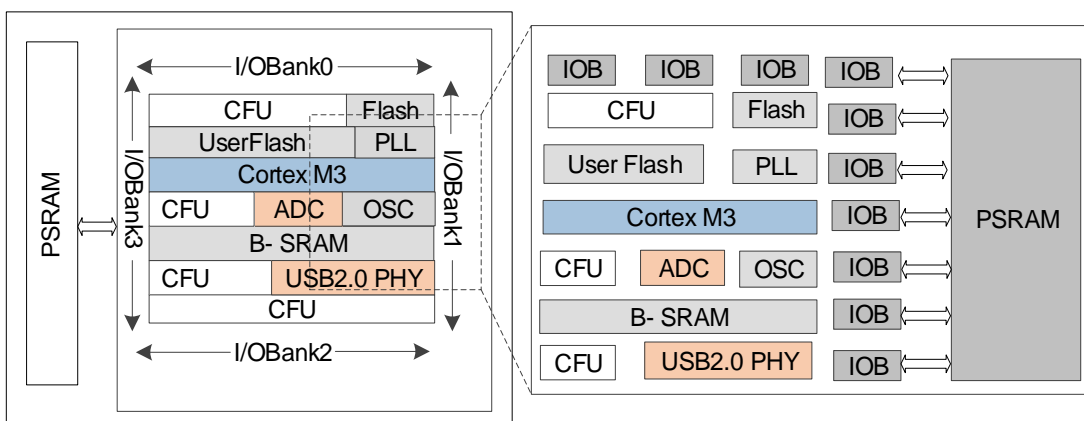 PSRAM
I/OBank0
I/OBank3
CFU
Flash
UserFlash
PLL
Cortex M3
CFU
ADC
OSC
B- SRAM
CFU
USB2.0 PHY
CFU
I/OBank1
I/OBank2
IOB
IOB
IOB
IOB
CFU
Flash
IOB
User Flash
PLL
IOB
Cortex M3
IOB
CFU
ADC
OSC
IOB
B- SRAM
IOB
CFU
USB2.0 PHY
IOB
PSRAM